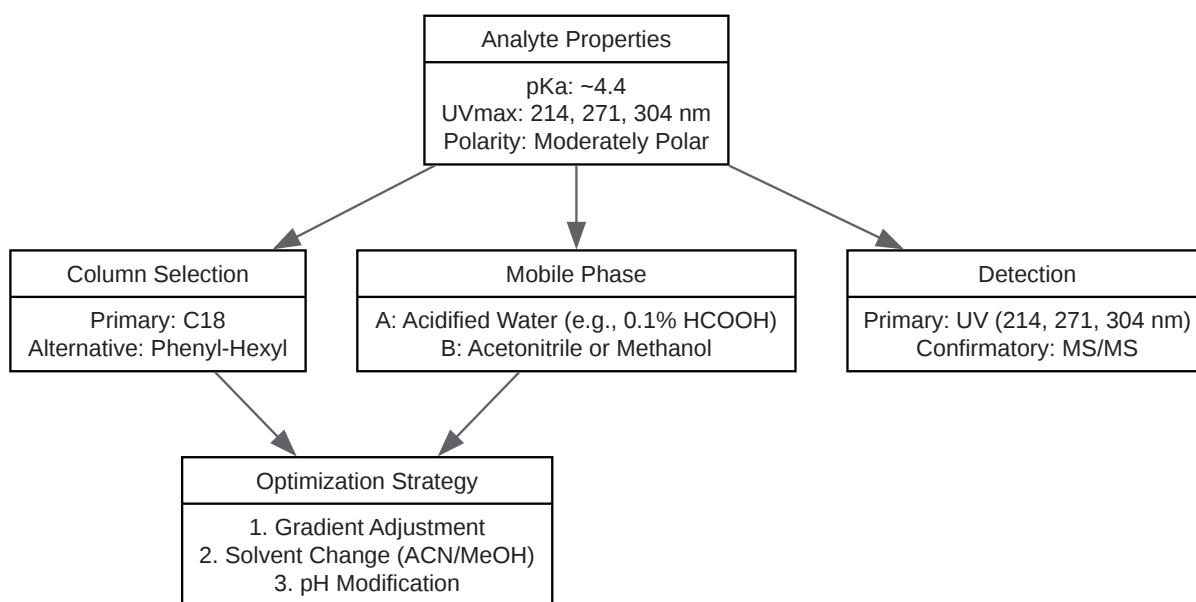 Analyte Properties
pKa: ~4.4
UVmax: 214, 271, 304 nm
Polarity: Moderately Polar
Column Selection
Primary: C18
Alternative: Phenyl-Hexyl
Mobile Phase
A: Acidified Water (e.g., 0.1% HCOOH)
B: Acetonitrile or Methanol
Detection
Primary: UV (214, 271, 304 nm)
Confirmatory: MS/MS
Optimization Strategy
1. Gradient Adjustment
2. Solvent Change (ACN/MeOH)
3. pH Modification